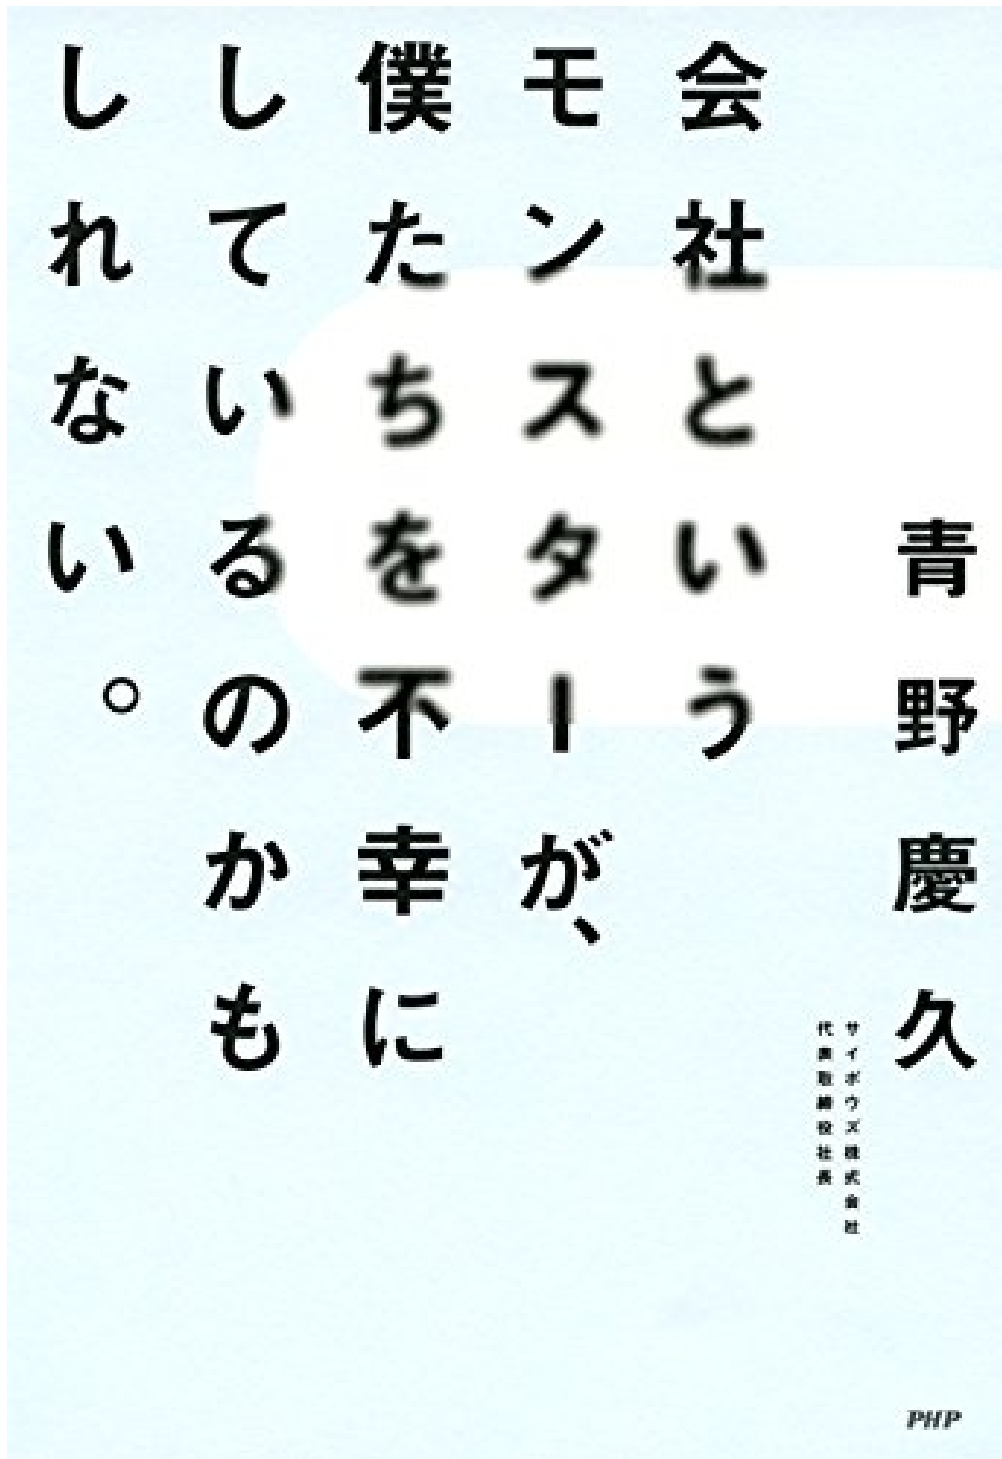 青野慶久
サイボウズ株式会社
代表取締役社長
会社という
モンスターが、
僕たちを不幸に
しているのかも
しれない。
PHP